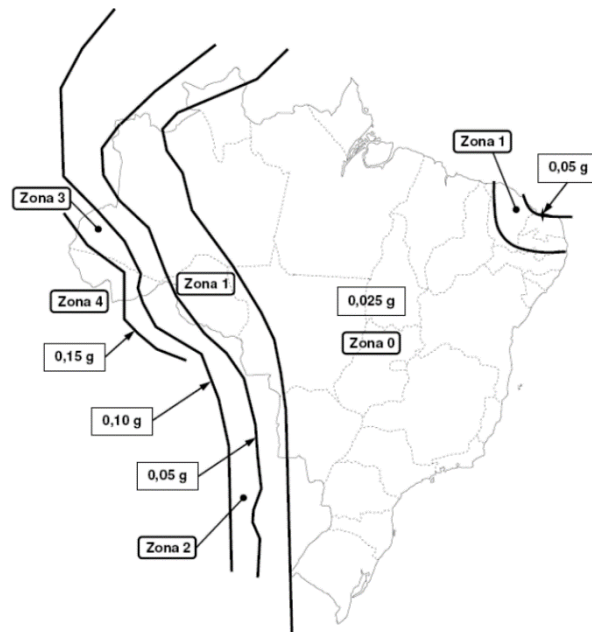 Zona 1
0,05 g
Zona 3
Zona 1
Zona 4
0,025 g
Zona 0
0,15 g
0,10 g
0,05 g
Zona 2